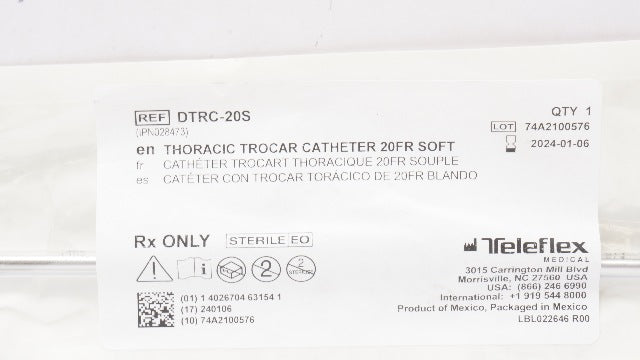 REF DTRC-20S
(IPN028473)
QTY 1
LOT 74A2100576
2024-01-06
en THORACIC TROCAR CATHETER 20FR SOFT
fr CATHÉTER TROCART THORACIQUE 20FR SOUPLE
es CATÉTER CON TROCAR TORÁCICO DE 20FR BLANDO
Rx ONLY STERILE EO
Teleflex
MEDICAL
3015 Carrington Mill Blvd
Morrisville, NC 27560 USA
USA: (866) 246 6990
International: +1 919 544 8000
Product of Mexico, Packaged in Mexico
LBL022646 R00
2
2
(01) 1 4026704 63154 1
(17) 240106
(10) 74A2100576